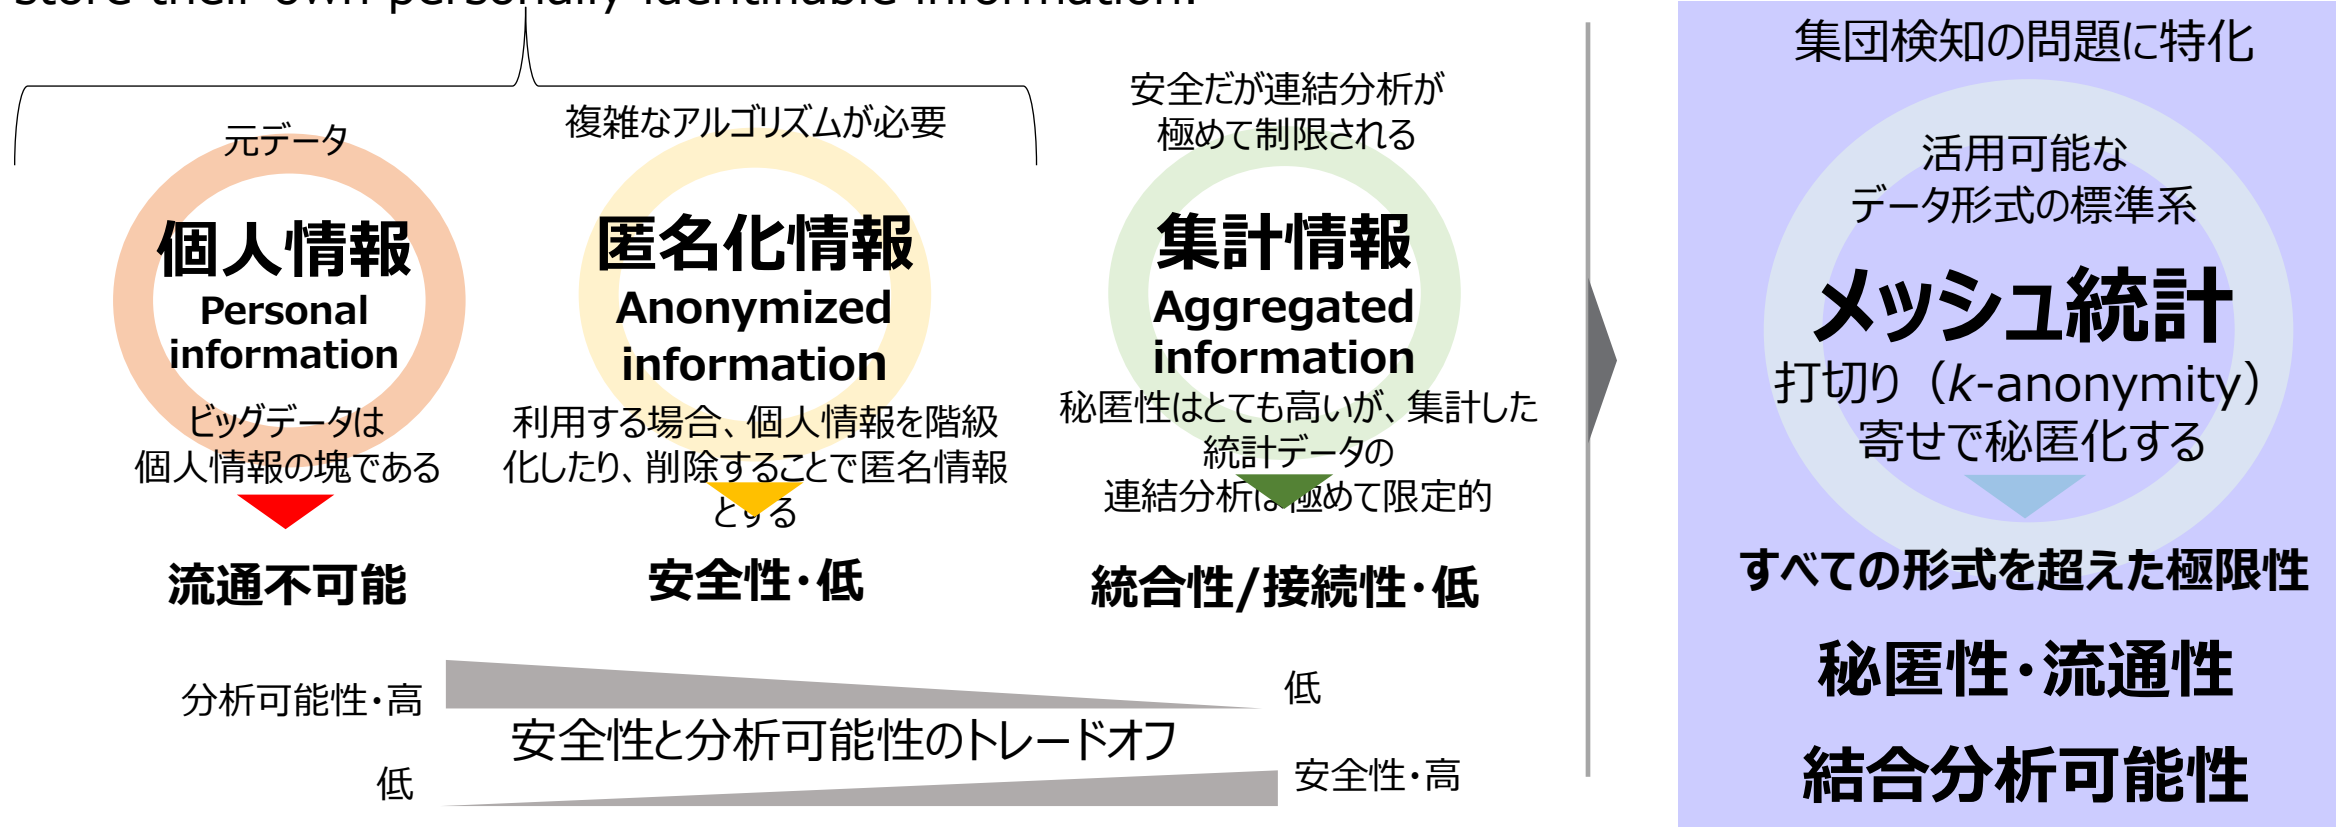 store their own personally identifiable information.
元データ
個人情報
Personal
information
ビッグデータは
個人情報の塊である
流通不可能
複雑なアルゴリズムが必要
匿名化情報
Anonymized
information
利用する場合、個人情報を階級
化したり、削除することで匿名情報
とする
安全性・低
安全だが連結分析が
極めて制限される
集計情報
Aggregated
information
秘匿性はとても高いが、集計した
統計データの
連結分析は極めて限定的
統合性/接続性・低
分析可能性・高
低
安全性と分析可能性のトレードオフ
低
安全性・高
集団検知の問題に特化
活用可能な
データ形式の標準系
メッシュ統計
打切り（k-anonymity）
寄せで秘匿化する
すべての形式を超えた極限性
秘匿性・流通性
結合分析可能性